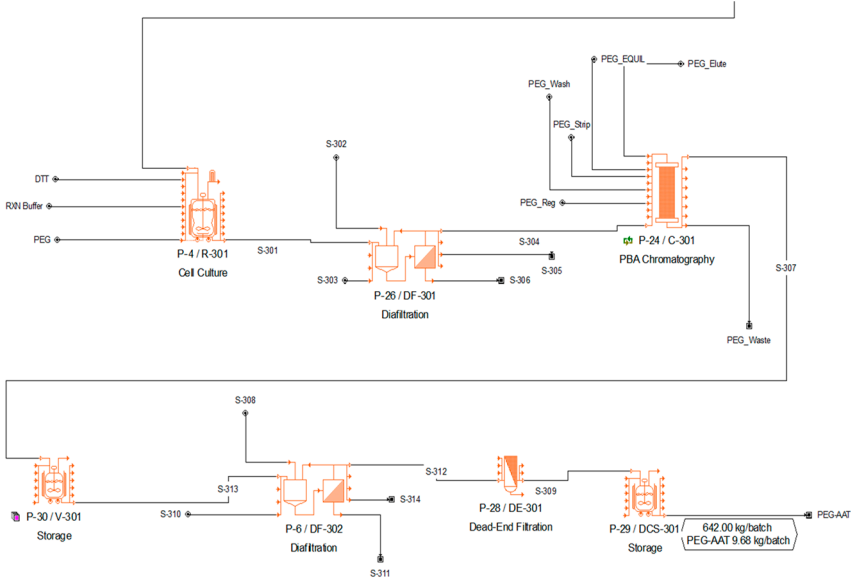 PEG_EQUIL
PEG_Elute
PEG_Wash
PEG_Strip
S-302
DTT
RXN Buffer
PEG_Reg
PEG
S-301
S-304
P-24 / C-301
PBA Chromatography
P-4 / R-301
Cell Culture
S-303
S-305
S-306
S-307
P-26 / DF-301
Diafiltration
PEG_Waste
S-308
S-312
S-313
S-309
S-314
S-310
P-30 / V-301
Storage
P-6 / DF-302
Diafiltration
P-28 / DE-301
Dead-End Filtration
P-29 / DCS-301
Storage
642.00 kg/batch
PEG-AAT 9.68 kg/batch
PEG-AAT
S-311